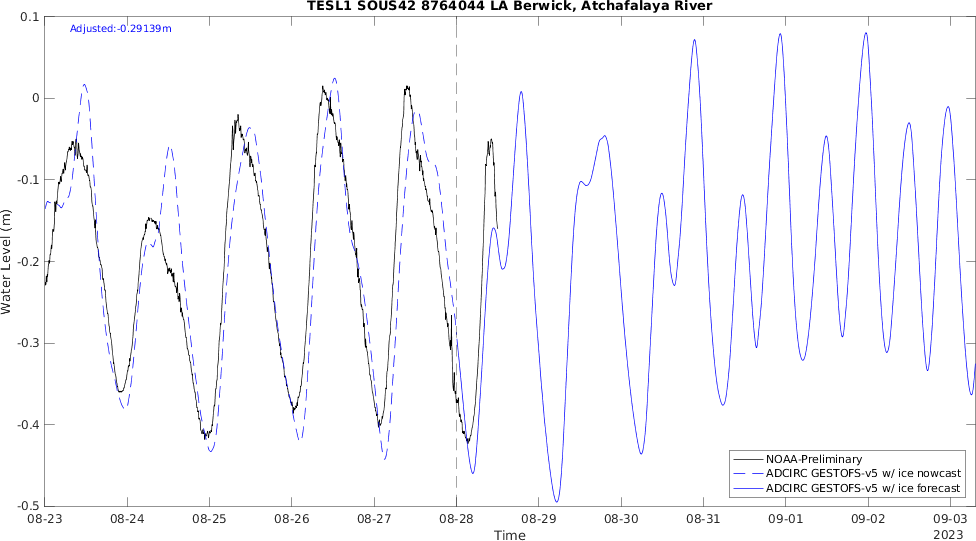 TESL1 SOUS42 8764044 LA Berwick, Atchafalaya River
Adjusted:-0.29139m
0.1
0
-0.1
-0.2
-0.3
-0.4
-0.5
Water Level (m)
NOAA-Preliminary
ADCIRC GESTOFS-v5 w/ ice nowcast
ADCIRC GESTOFS-v5 w/ ice forecast
08-23 08-24 08-25 08-26 08-27 08-28 08-29 08-30 08-31 09-01 09-02 09-03
Time 2023